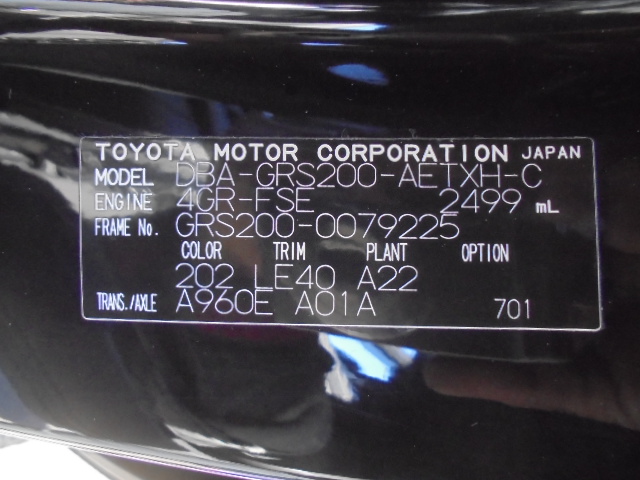 TOYOTA MOTOR CORPORATION JAPAN
MODEL DBA-GRS200-AETXH-C
ENGINE 4GR-FSE 2499 mL
FRAME No. GRS200-0079225
COLOR TRIM PLANT OPTION
202 LE40 A22
TRANS./AXLE A960E A01A 701